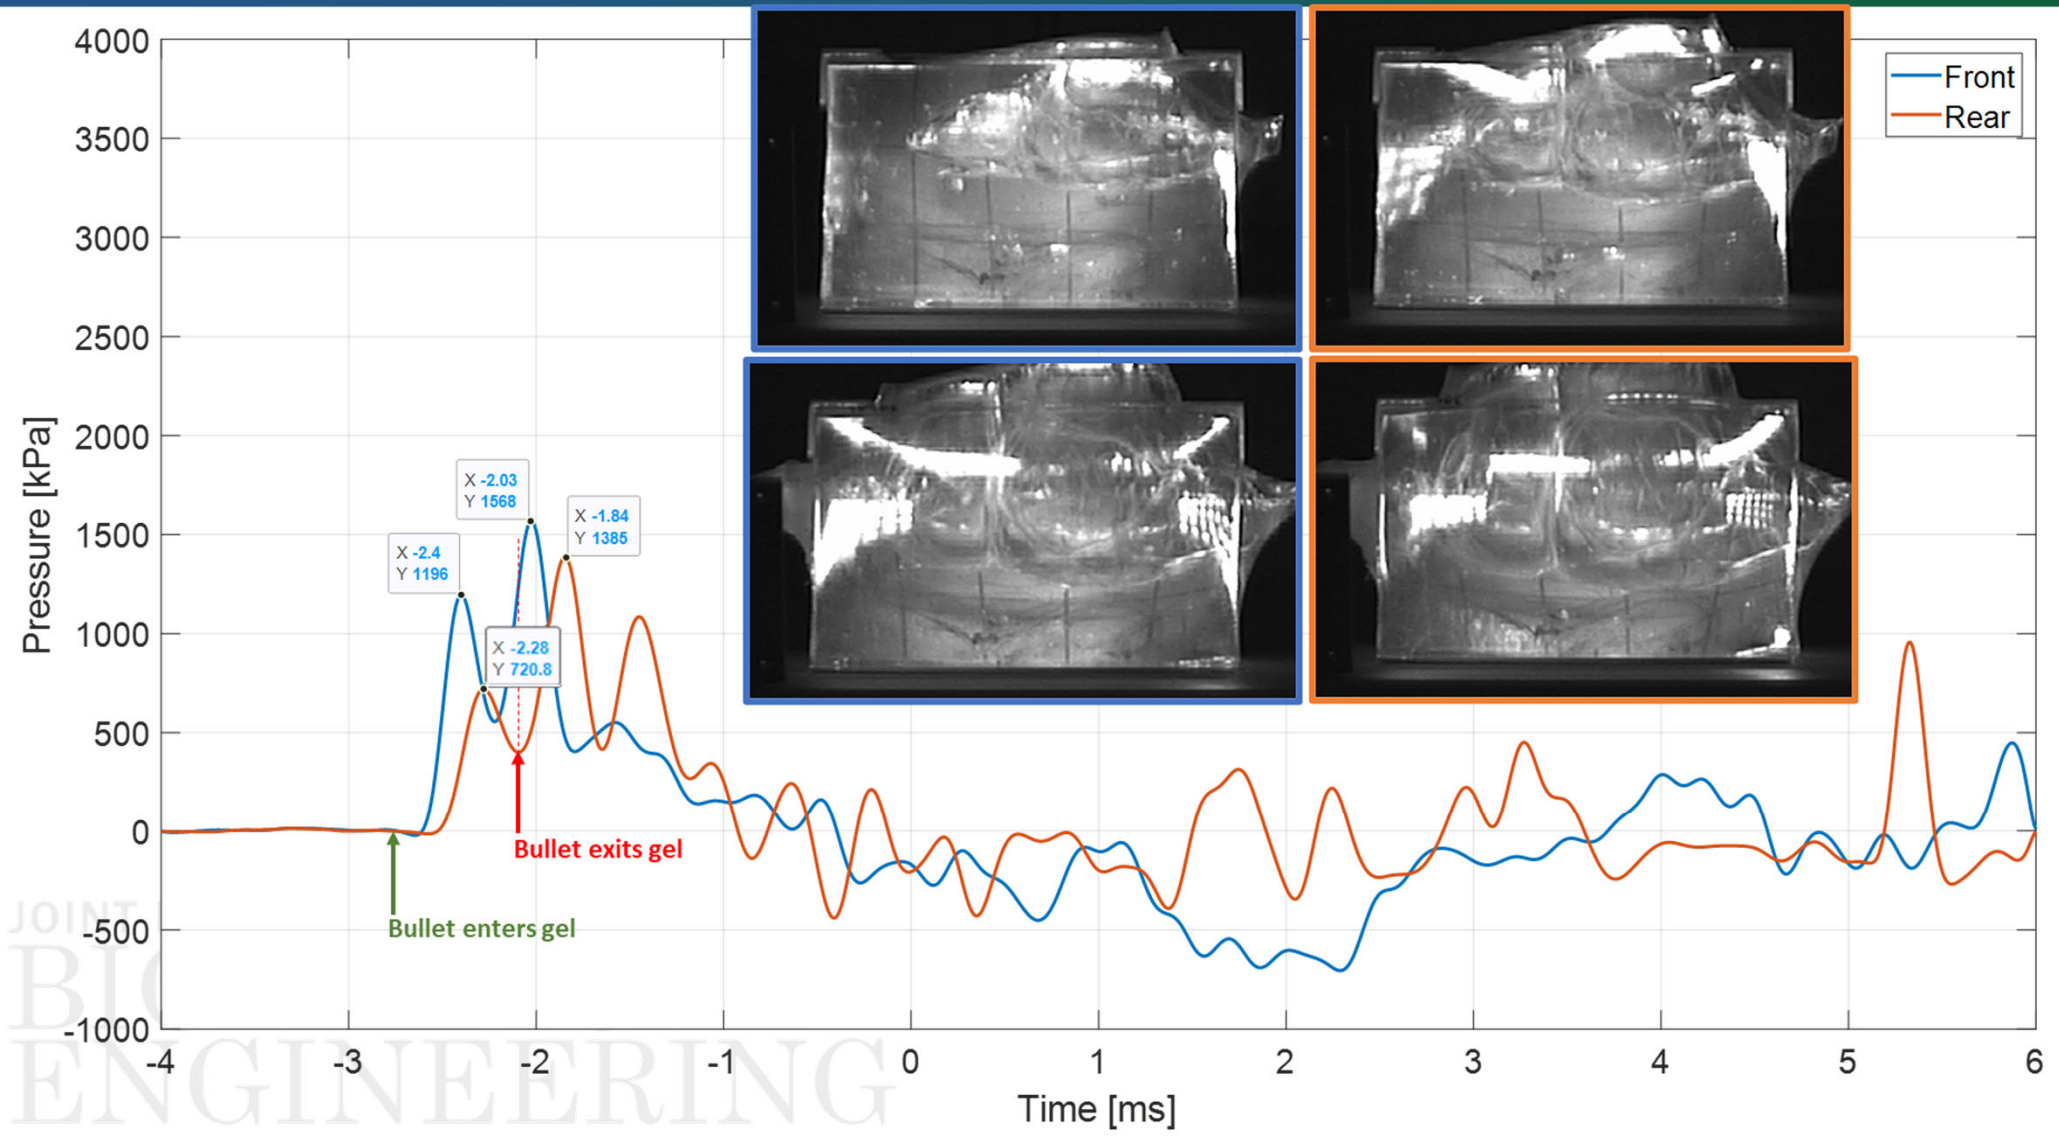 4000
3500
3000
2500
2000
1500
1000
500
0
-500
-1000
Pressure [kPa]
-4
-3
-2
-1
0
1
2
3
4
5
6
Time [ms]
Front
Rear
X -2.4
Y 1196
X -2.03
Y 1568
X -1.84
Y 1385
X -2.28
Y 720.8
Bullet exits gel
Bullet enters gel
JOINT
ENGINEERING